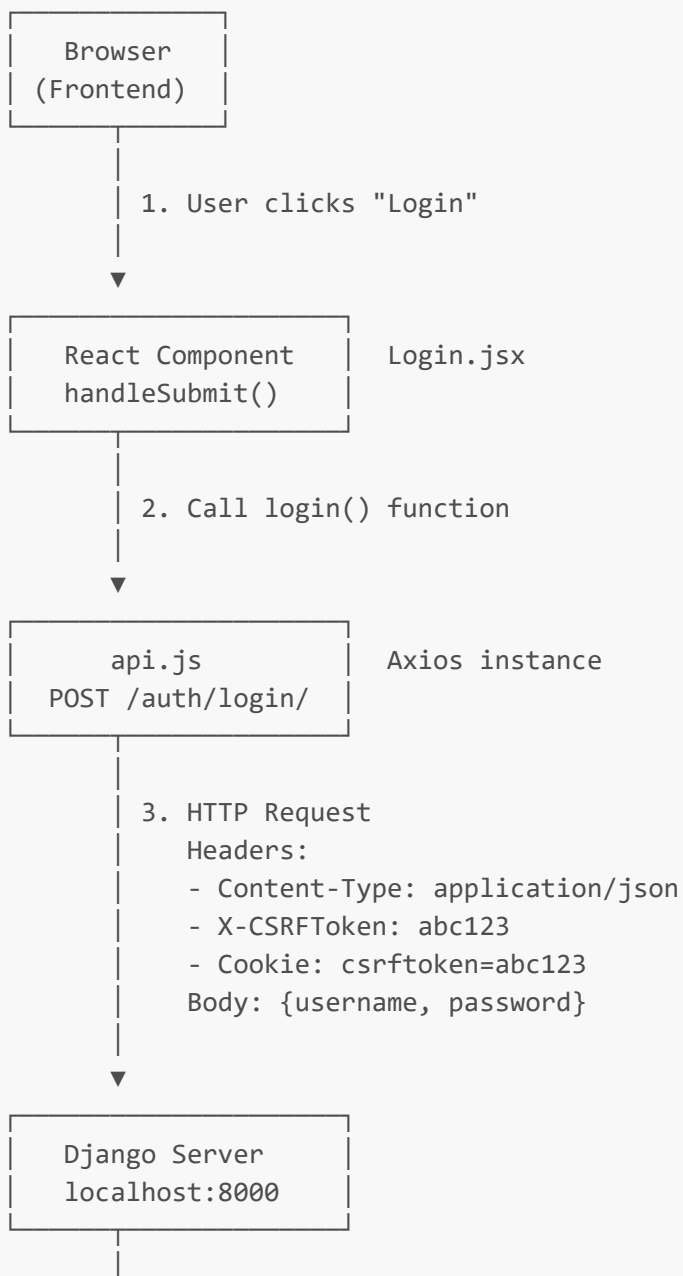 Browser
(Frontend)
1. User clicks "Login"
React Component Login.jsx
handleSubmit()
2. Call login() function
api.js Axios instance
POST /auth/login/
3. HTTP Request
Headers:
- Content-Type: application/json
- X-CSRFToken: abc123
- Cookie: csrftoken=abc123
Body: {username, password}
Django Server
localhost:8000